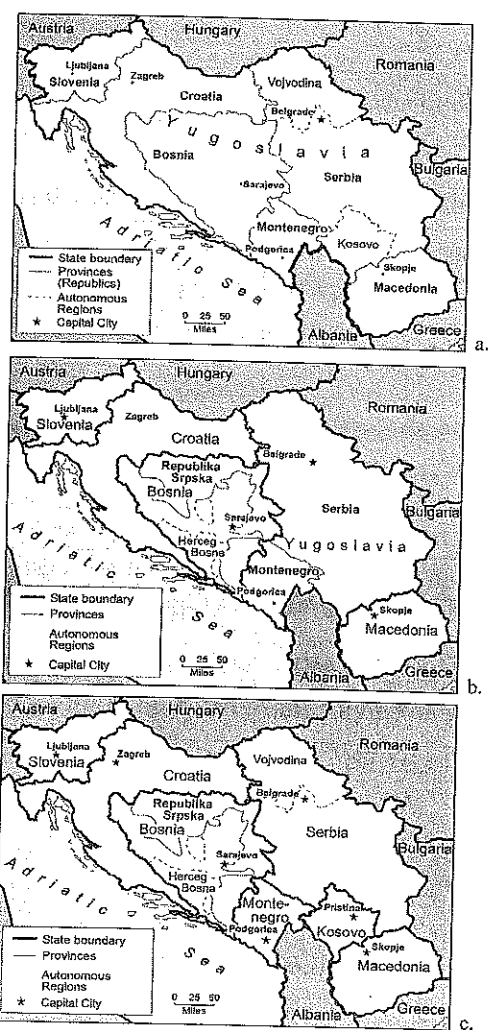 Austria
Hungary
Romania
Ljubljana
Slovenia
Zagreb
Croatia
Vojvodina
Belgrade
Yugoslavia
Bosnia
Sarajevo
Serbia
Bulgaria
Montenegro
Podgorica
Kosovo
Skopje
Macedonia
Adriatic Sea
Albania
Greece
State boundary
Provinces
(Republics)
Autonomous
Regions
Capital City
0 25 50
Miles
a.
Austria
Hungary
Romania
Ljubljana
Slovenia
Zagreb
Croatia
Belgrade
Republika
Srpska
Bosnia
Sarajevo
Serbia
Bulgaria
Herceg-
Bosna
Yugoslavia
Montenegro
Podgorica
Skopje
Macedonia
Adriatic Sea
Albania
Greece
State boundary
Provinces
Autonomous
Regions
Capital City
0 25 50
Miles
b.
Austria
Hungary
Romania
Ljubljana
Slovenia
Zagreb
Croatia
Vojvodina
Belgrade
Republika
Srpska
Bosnia
Sarajevo
Serbia
Bulgaria
Herceg
Bosna
Monte-
negro
Podgorica
Pristina
Kosovo
Skopje
Macedonia
Adriatic Sea
Albania
Greece
State boundary
Provinces
Autonomous
Regions
Capital City
0 25 50
Miles
c.